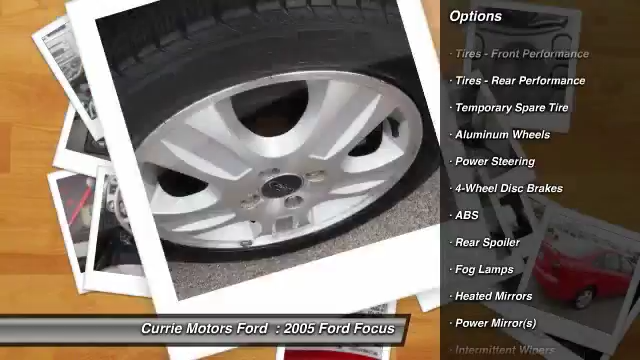 Options
· Tires - Front Performance
· Tires - Rear Performance
· Temporary Spare Tire
· Aluminum Wheels
· Power Steering
· 4-Wheel Disc Brakes
· ABS
· Rear Spoiler
· Fog Lamps
· Heated Mirrors
· Power Mirror(s)
· Intermittent Wipers
Currie Motors Ford : 2005 Ford Focus